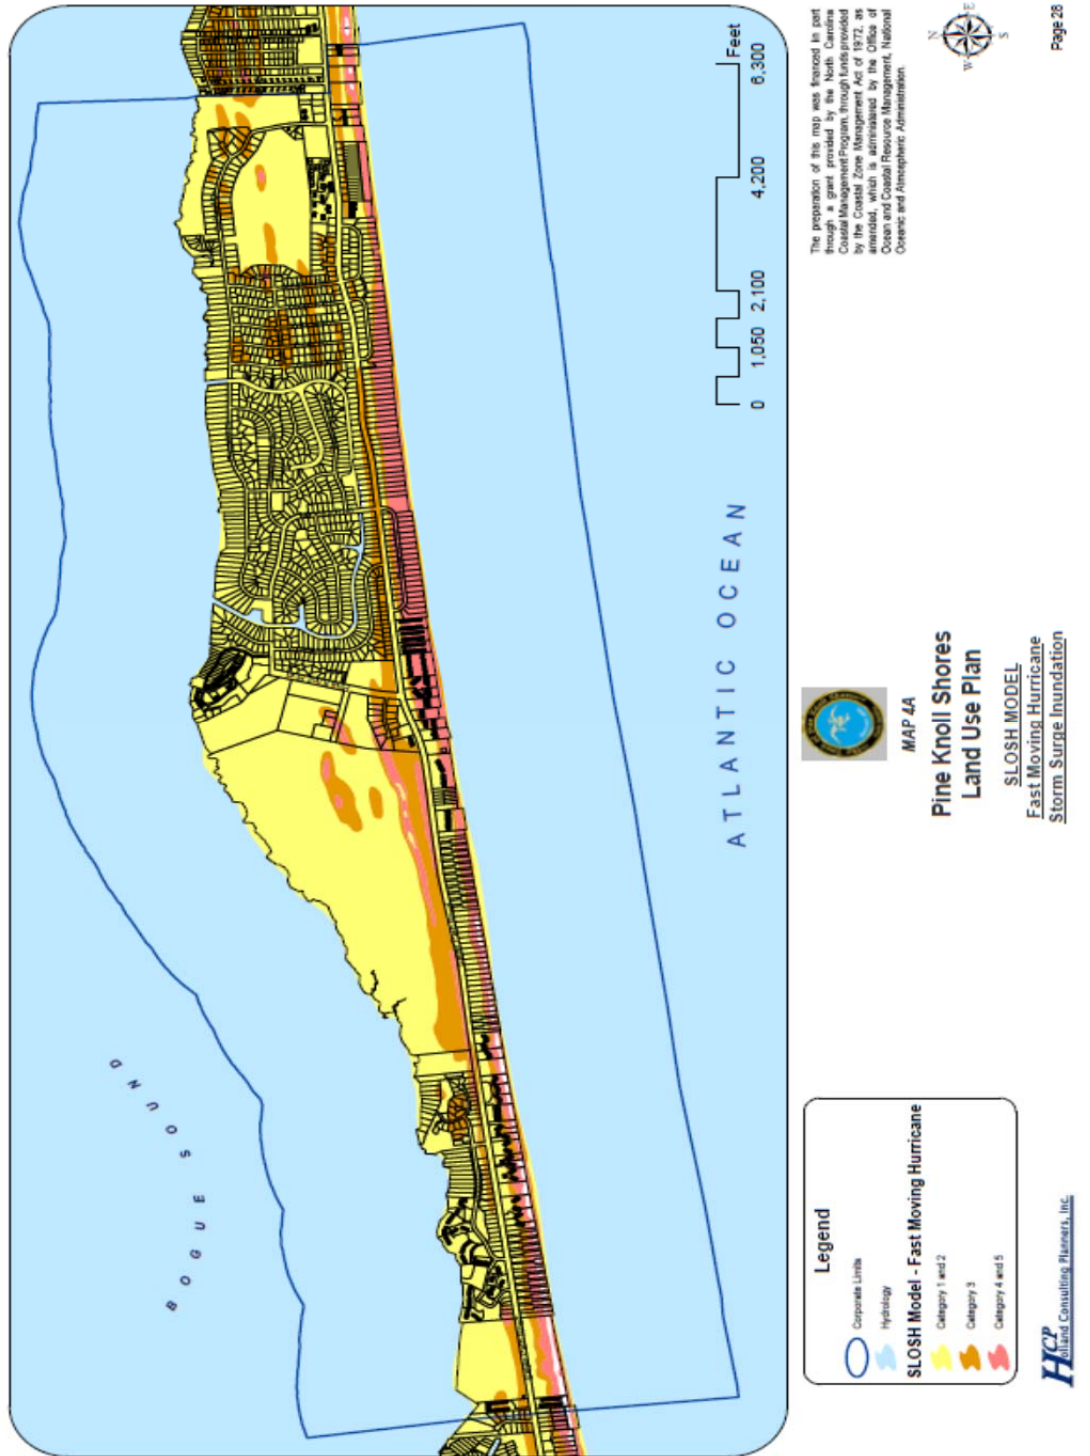 BOGUE SOUND
ATLANTIC OCEAN
0 1,050 2,100 4,200 6,300
Feet
Legend
Corporate Limits
Hydrology
SLOSH Model - Fast Moving Hurricane
Category 1 and 2
Category 3
Category 4 and 5
HCP
Holland Consulting Planners, Inc.
MAP 4A
Pine Knoll Shores
Land Use Plan
SLOSH MODEL
Fast Moving Hurricane
Storm Surge Inundation
The preparation of this map was financed in part
through a grant provided by the North Carolina
Coastal Management Program, through funds provided
by the Coastal Zone Management Act of 1972, as
amended, which is administered by the Office of
Ocean and Coastal Resource Management, National
Oceanic and Atmospheric Administration.
N
E
S
W
Page 28